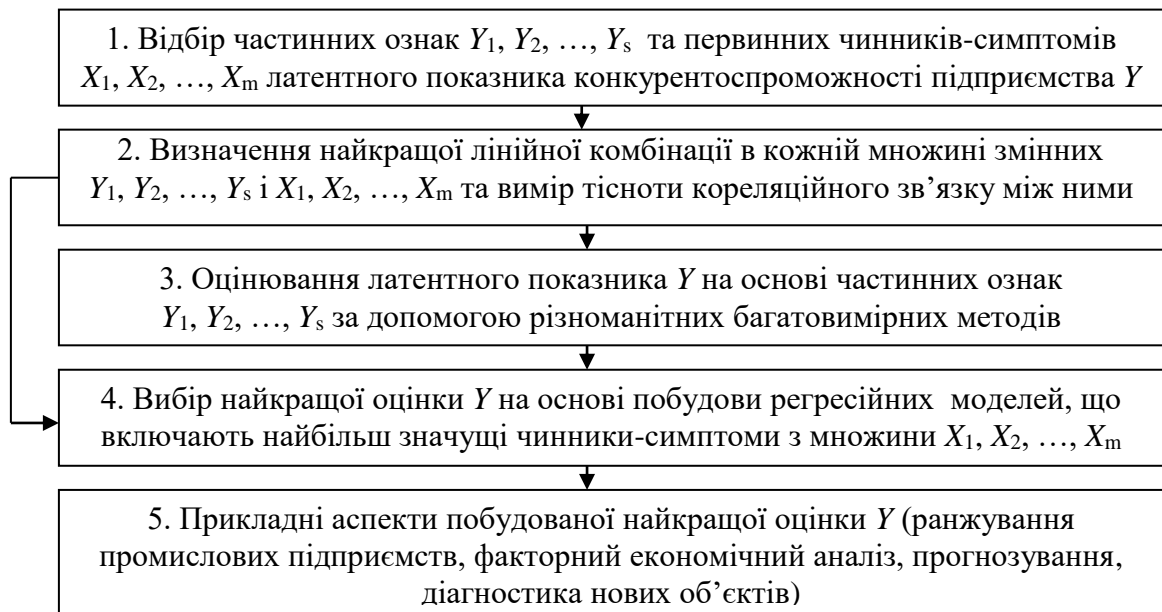 1. Відбір частинних ознак Y1, Y2, …, Ys та первинних чинників-симптомів
X1, X2, …, Xm латентного показника конкурентоспроможності підприємства Y
2. Визначення найкращої лінійної комбінації в кожній множині змінних
Y1, Y2, …, Ys і X1, X2, …, Xm та вимір тісноти кореляційного зв’язку між ними
3. Оцінювання латентного показника Y на основі частинних ознак
Y1, Y2, …, Ys за допомогою різноманітних багатовимірних методів
4. Вибір найкращої оцінки Y на основі побудови регресійних моделей, що
включають найбільш значущі чинники-симптоми з множини X1, X2, …, Xm
5. Прикладні аспекти побудованої найкращої оцінки Y (ранжування
промислових підприємств, факторний економічний аналіз, прогнозування,
діагностика нових об’єктів)